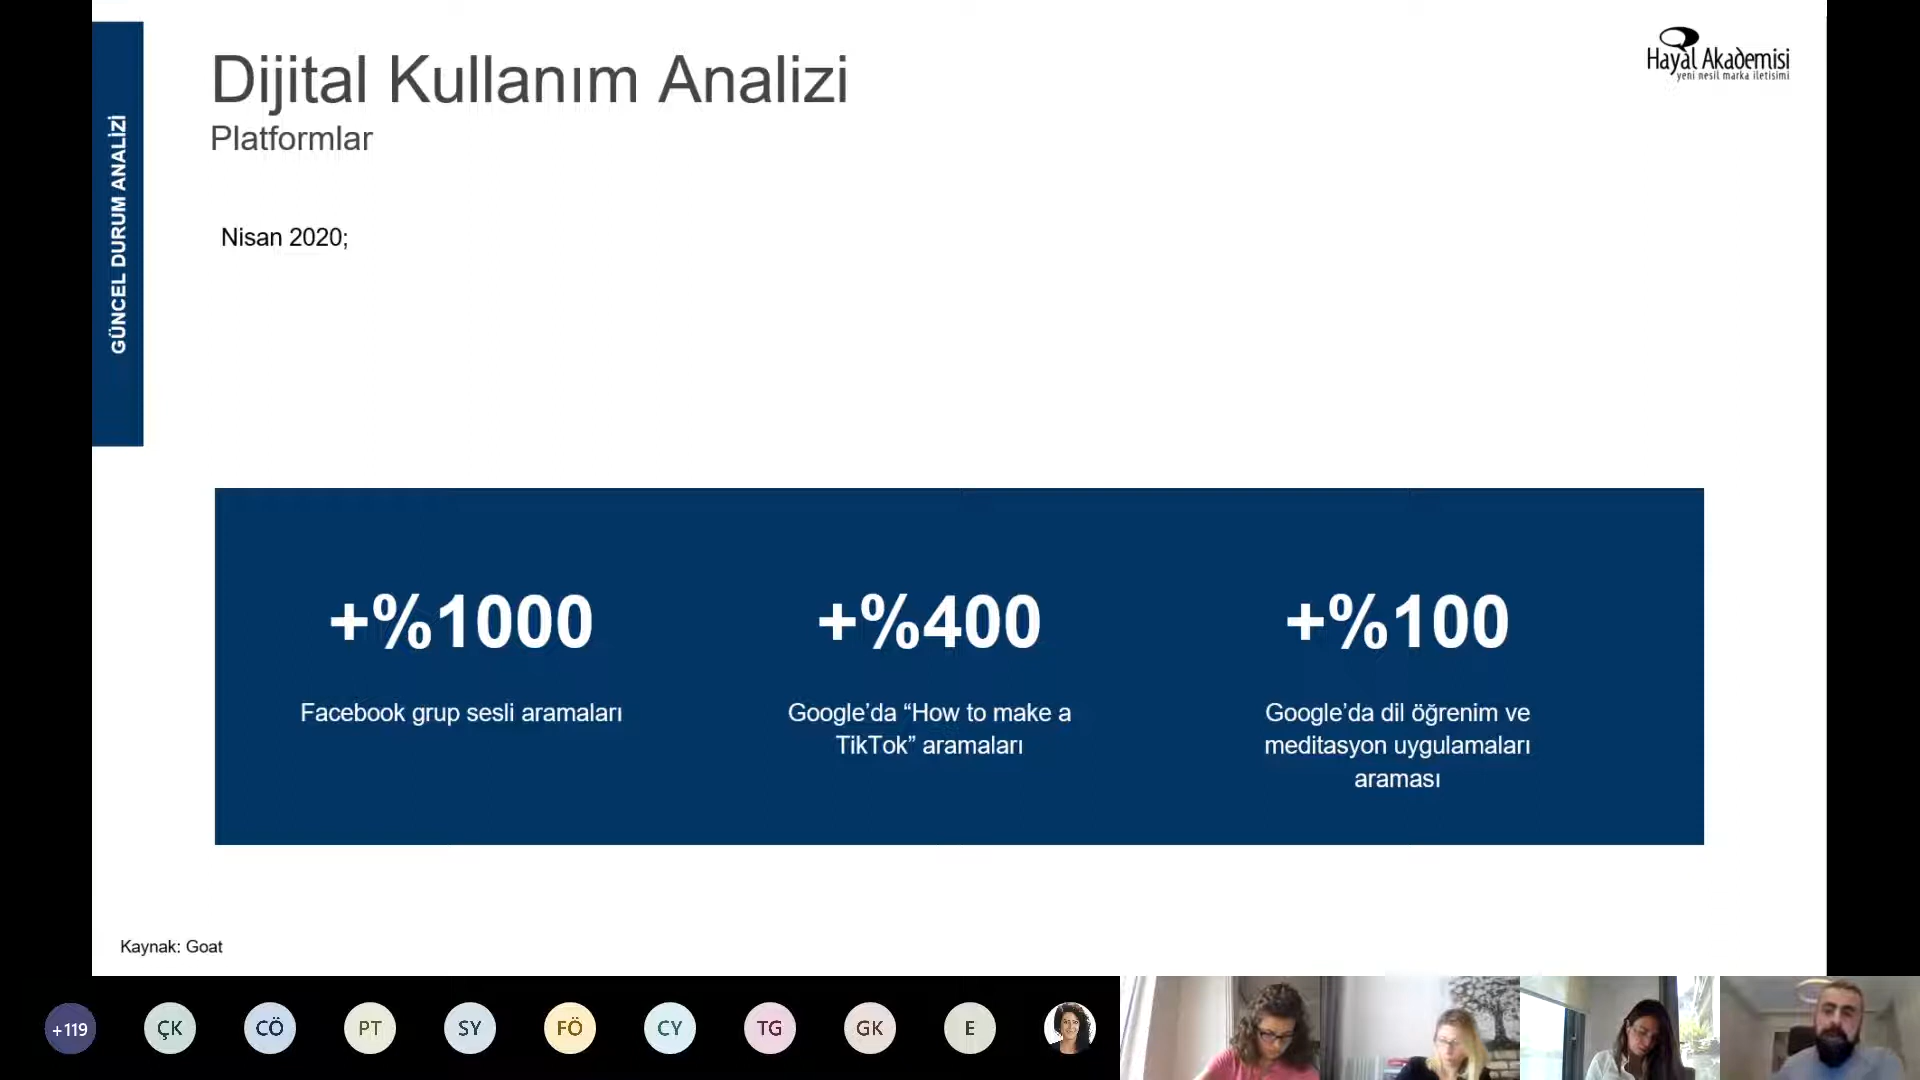 GÜNCEL DURUM ANALİZİ
Dijital Kullanım Analizi
Platformlar
Hayal Akademisi
yeni nesil marka iletisimi
Nisan 2020;
+%1000
Facebook grup sesli aramaları
+%400
Google’da “How to make a
TikTok” aramaları
+%100
Google’da dil öğrenim ve
meditasyon uygulamaları
araması
Kaynak: Goat
+119
ÇK
CÖ
PT
SY
FÖ
CY
TG
GK
E